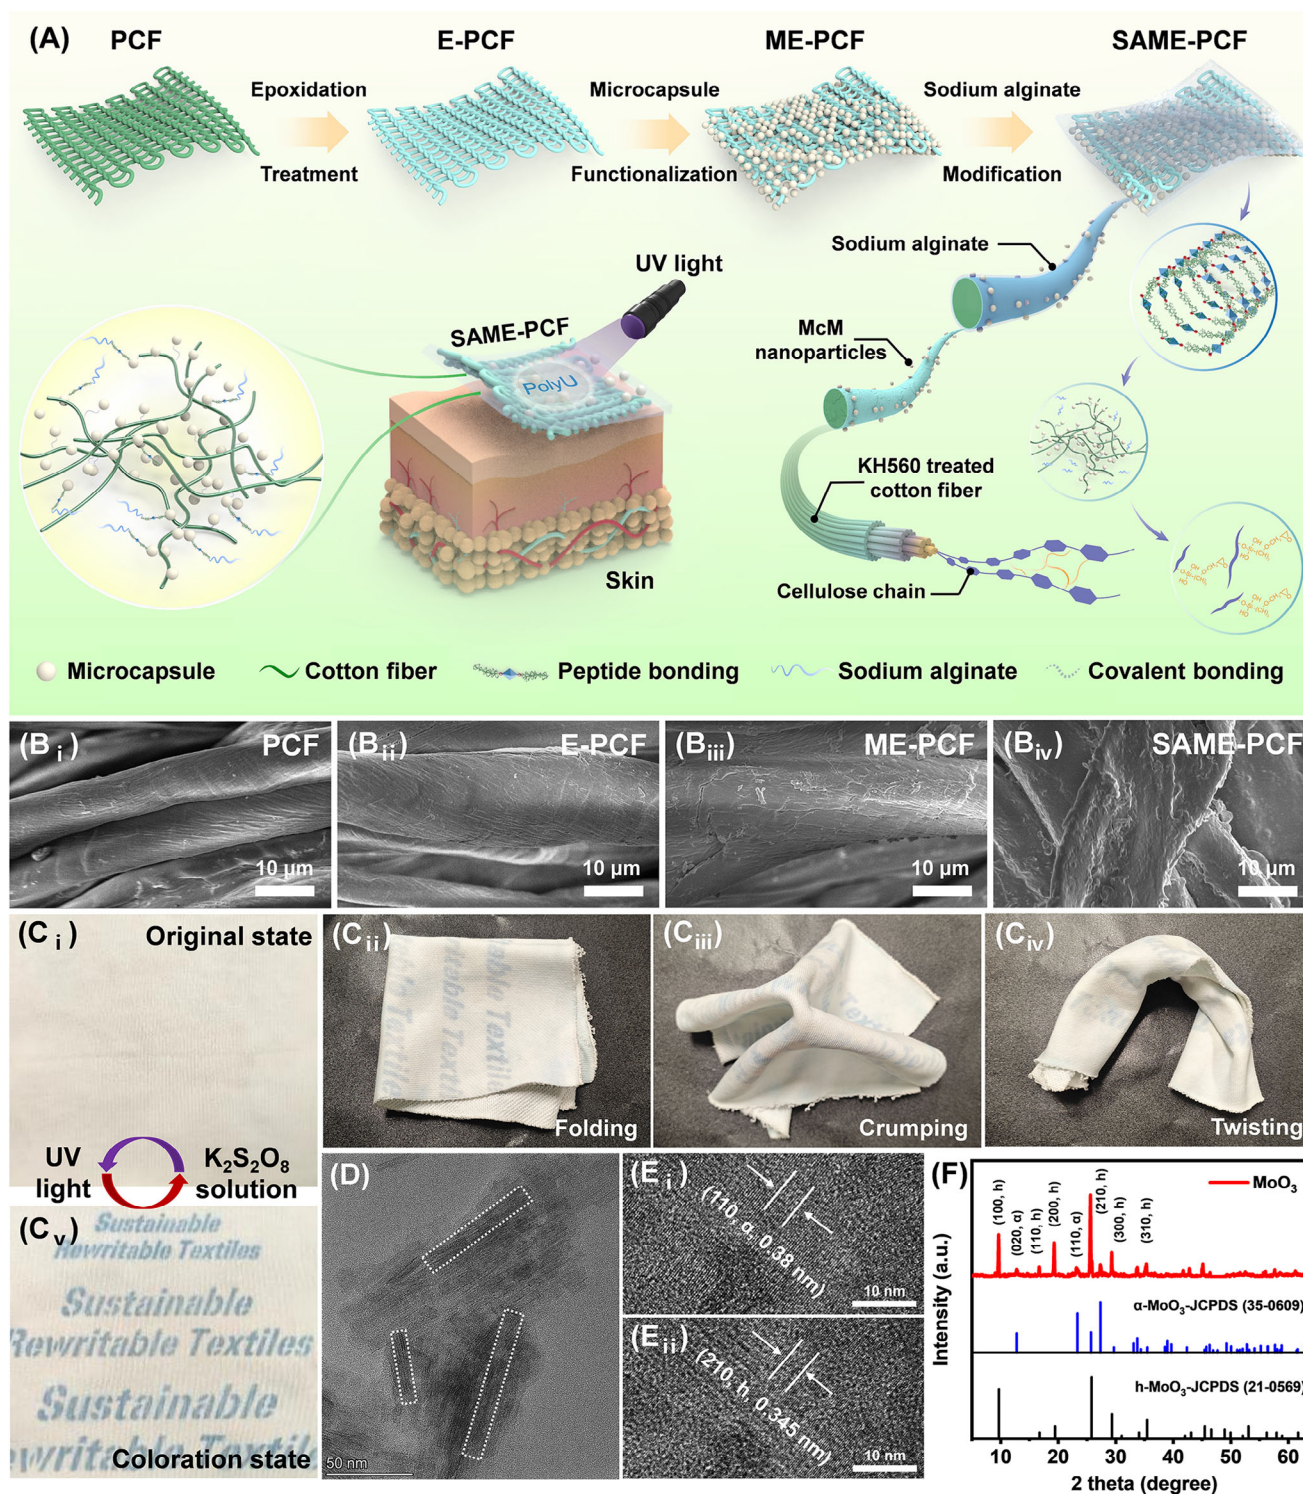 (A)
PCF
E-PCF
ME-PCF
SAME-PCF
Epoxidation
Treatment
Microcapsule
Functionalization
Sodium alginate
Modification
UV light
SAME-PCF
PolyU
Skin
Sodium alginate
McM
nanoparticles
KH560 treated
cotton fiber
Cellulose chain
Microcapsule
Cotton fiber
Peptide bonding
Sodium alginate
Covalent bonding
(B i)
PCF
10 μm
(B ii)
E-PCF
10 μm
(B iii)
ME-PCF
10 μm
(B iv)
SAME-PCF
10 μm
(C i)
Original state
UV
light
K2S2O8
solution
(C ii)
Folding
(C iii)
Crumping
(C iv)
Twisting
(C v)
Sustainable
Rewritable Textiles
Sustainable
Rewritable Textiles
Sustainable
Rewritable Textile
Coloration state
(D)
50 nm
(E i)
(110, α, 0.38 nm)
10 nm
(E ii)
(210, h 0.345 nm)
10 nm
(F)
MoO3
(100, h)
(020, α)
(110, h)
(200, h)
(110, α)
(210, h)
(300, h)
(310, h)
α-MoO3-JCPDS (35-0609)
h-MoO3-JCPDS (21-0569)
Intensity (a.u.)
10 20 30 40 50 60
2 theta (degree)